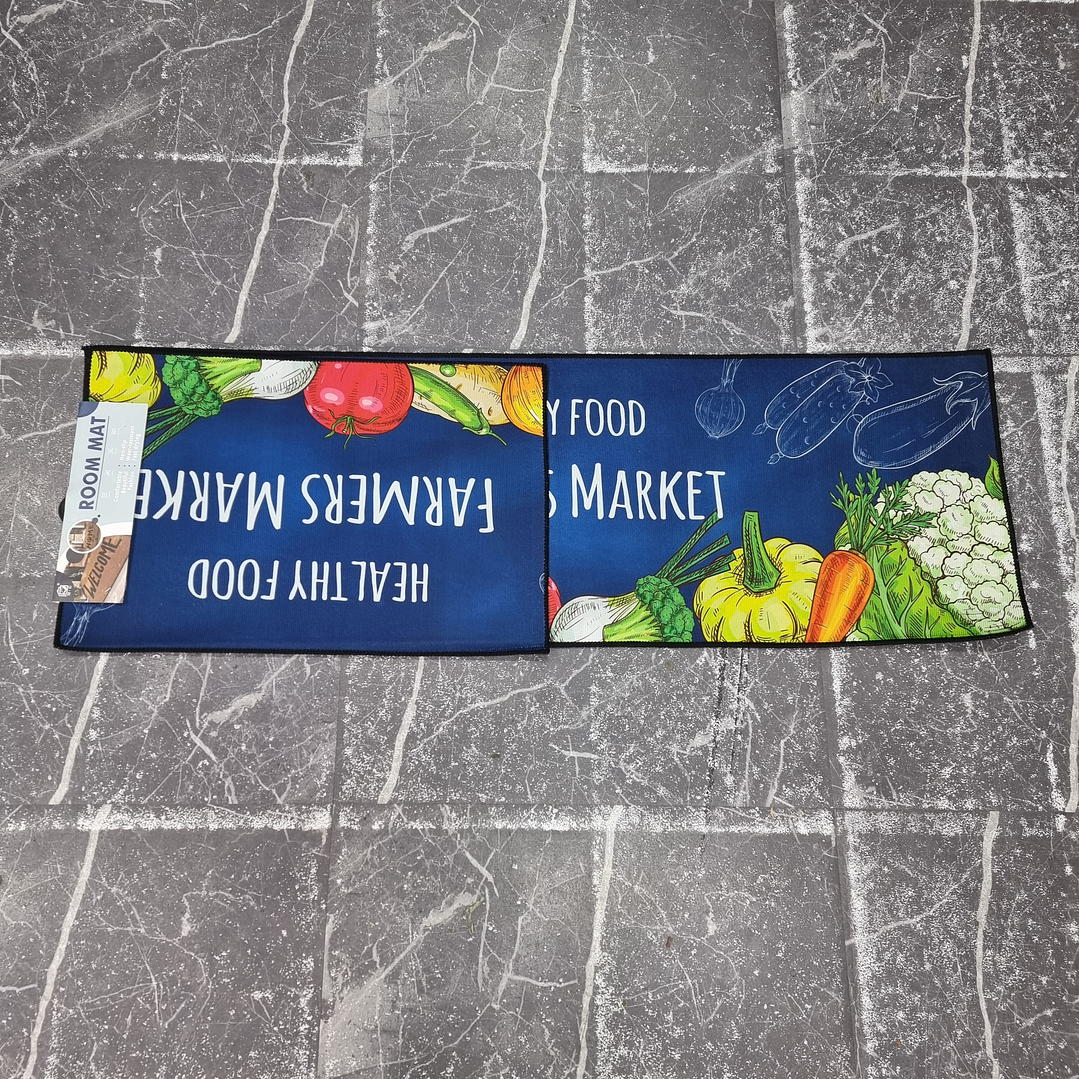 ROOM MAT
WELCOME
FARMERS MARKE
HEALTHY FOOD
Y FOOD
S MARKET